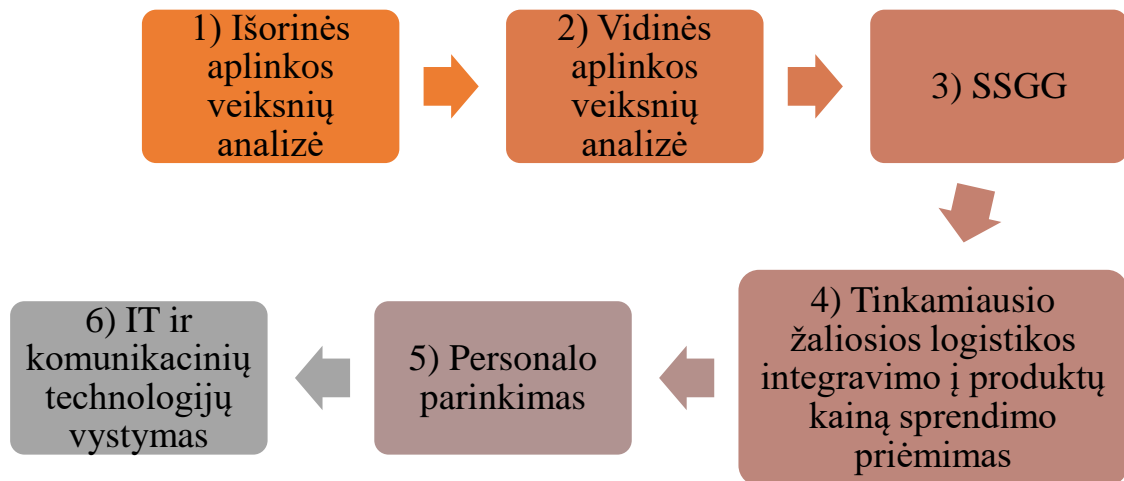 1) Išorinės
aplinkos
veiksnių
analizė
2) Vidinės
aplinkos
veiksnių
analizė
3) SSGG
4) Tinkamiausio
žaliosios logistikos
integravimo į produktų
kainą sprendimo
priėmimas
5) Personalo
parinkimas
6) IT ir
komunikacinių
technologijų
vystymas